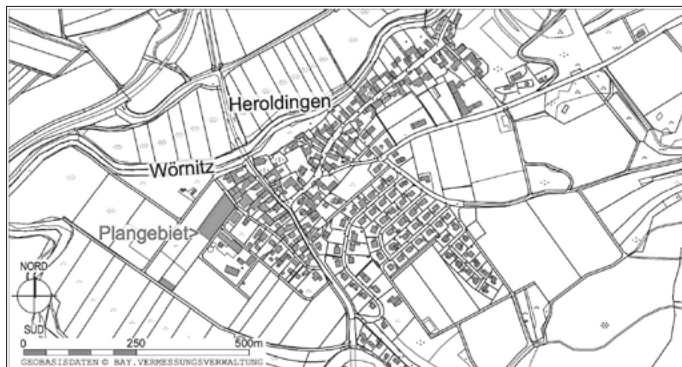 Heroldingen
Wörnitz
Plangebiet>
NORD
SÜD
0 250 500m
GEOBASISDATEN © BAY.VERMESSUNGSVERWALTUNG